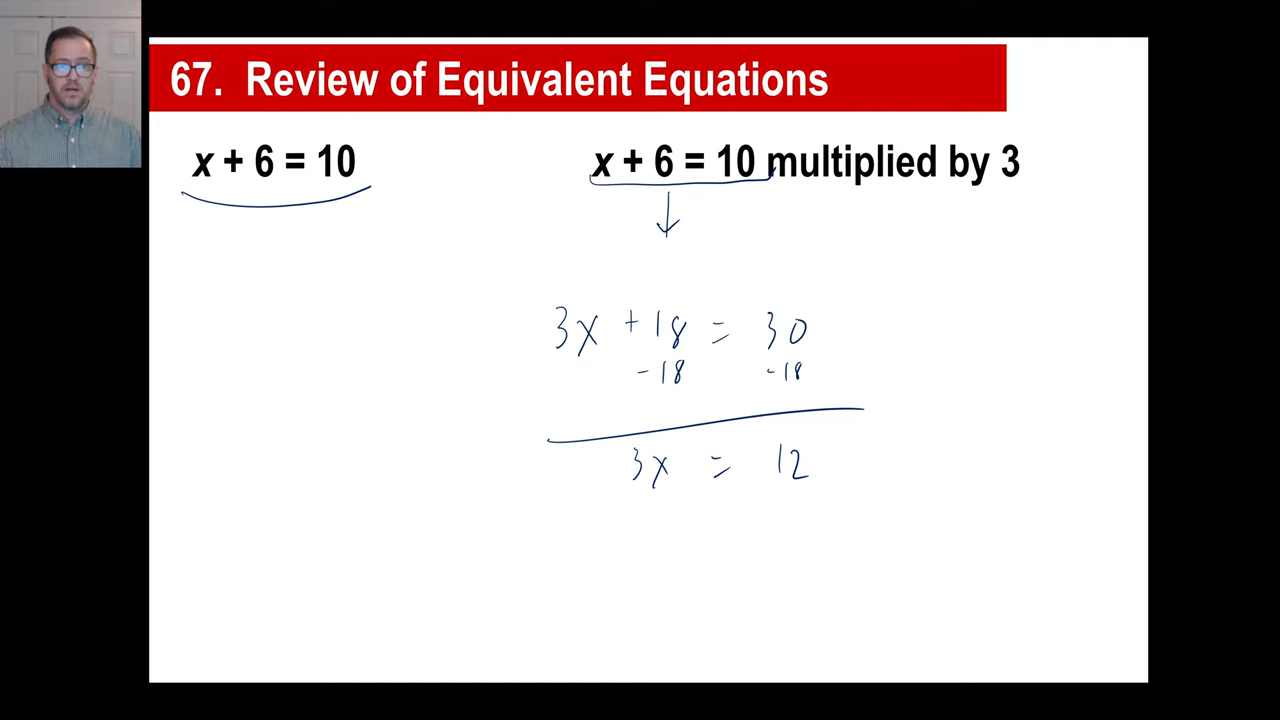 67. Review of Equivalent Equations
x + 6 = 10
x + 6 = 10 multiplied by 3
3x + 18 = 30
-18 -18
3x = 12